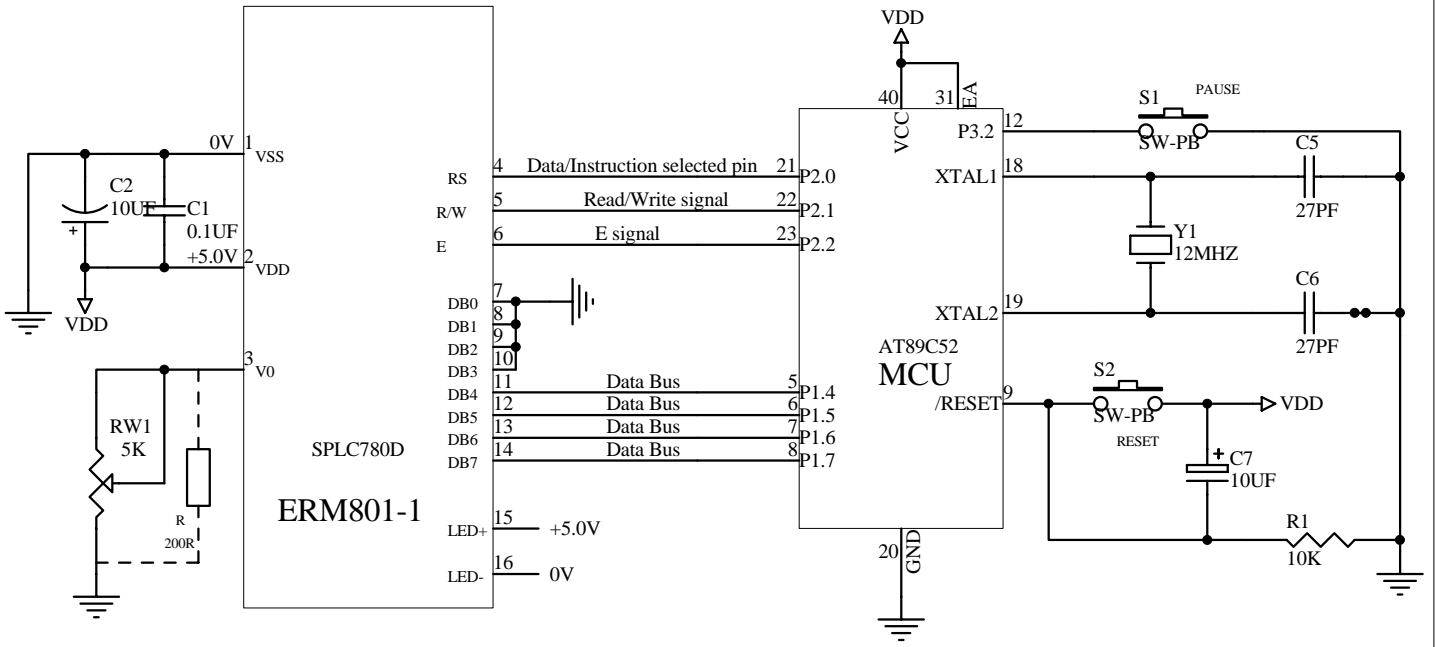 0V
1
VSS
C2
10UF
C1
0.1UF
+
+5.0V
2
VDD
VDD
3
V0
RW1
5K
R
200R
SPLC780D
ERM801-1
RS
4
Data/Instruction selected pin
21
P2.0
R/W
5
Read/Write signal
22
P2.1
E
6
E signal
23
P2.2
DB0
7
DB1
8
DB2
9
DB3
10
DB4
11
Data Bus
5
P1.4
DB5
12
Data Bus
6
P1.5
DB6
13
Data Bus
7
P1.6
DB7
14
Data Bus
8
P1.7
LED+
15
+5.0V
LED-
16
0V
VDD
40
VCC
31
EA
AT89C52
MCU
20
GND
P3.2
12
S1
PAUSE
SW-PB
XTAL1
18
C5
27PF
Y1
12MHZ
XTAL2
19
C6
27PF
/RESET
9
S2
SW-PB
RESET
VDD
+
C7
10UF
R1
10K